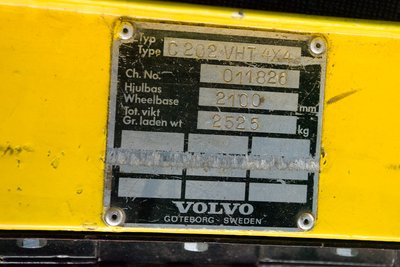 Typ
Type C 202 VHT 4X4
Ch. No. 011826
Hjulbas
Wheelbase 2100 mm
Tot. vikt
Gr. laden wt 2525 kg
VOLVO
GÖTEBORG - SWEDEN